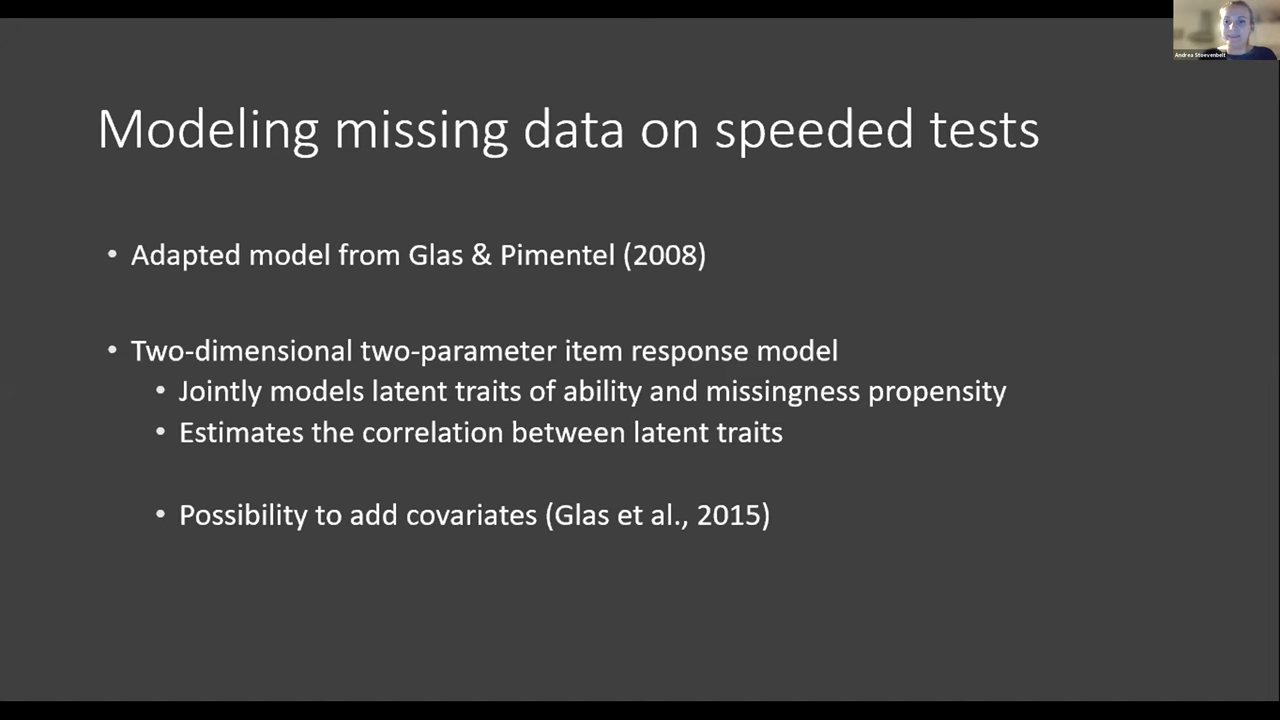 Andrea Stoevenbelt
Modeling missing data on speeded tests
• Adapted model from Glas & Pimentel (2008)
• Two-dimensional two-parameter item response model
• Jointly models latent traits of ability and missingness propensity
• Estimates the correlation between latent traits
• Possibility to add covariates (Glas et al., 2015)